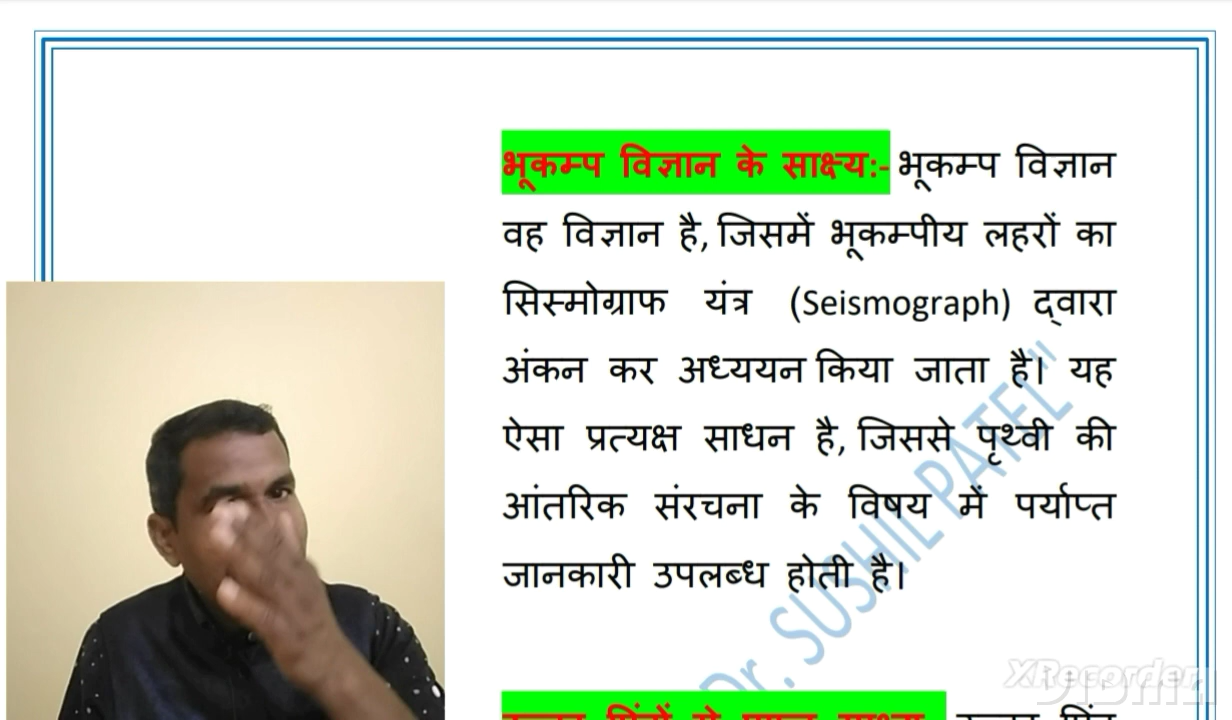 भूकम्प विज्ञान के साक्ष्य:- भूकम्प विज्ञान
वह विज्ञान है, जिसमें भूकम्पीय लहरों का
सिस्मोग्राफ यंत्र (Seismograph) द्वारा
अंकन कर अध्ययन किया जाता है। यह
ऐसा प्रत्यक्ष साधन है, जिससे पृथ्वी की
आंतरिक संरचना के विषय में पर्याप्त
जानकारी उपलब्ध होती है।
Dr. SUSHIL PATEL"
XRecorder